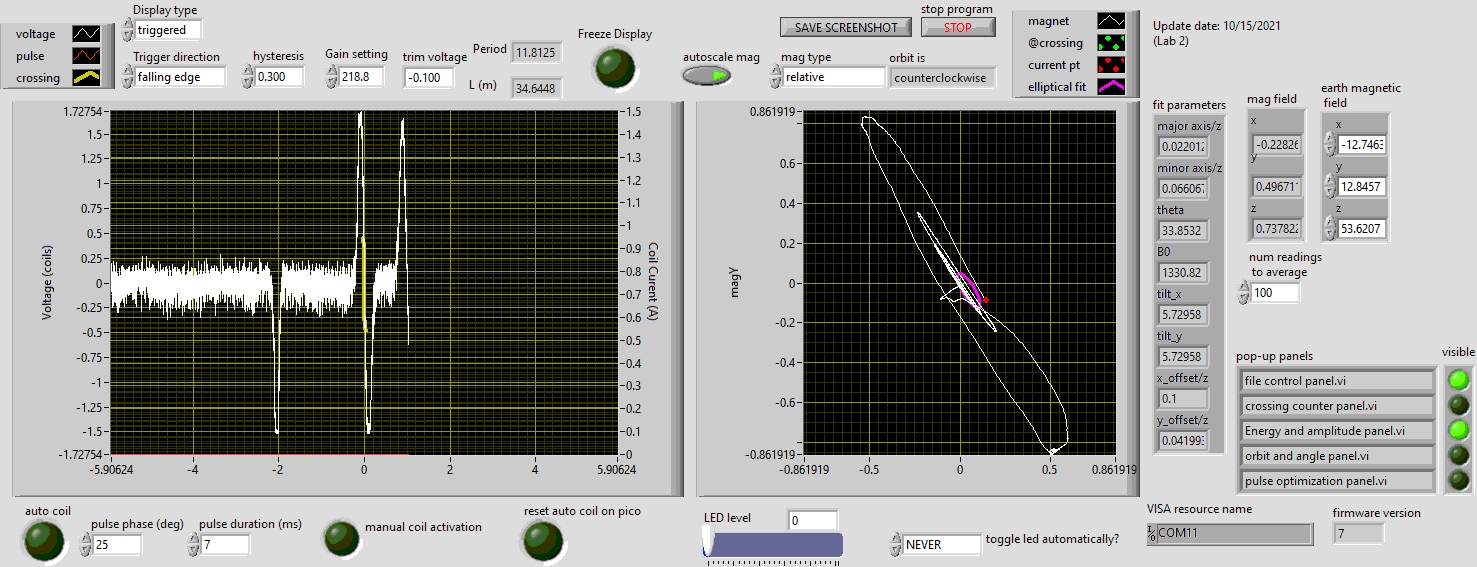 voltage
pulse
crossing
Display type
triggered
Trigger direction
falling edge
hysteresis
0.300
Gain setting
218.8
trim voltage
-0.100
Period
11.8125
L (m)
34.6448
Freeze Display
SAVE SCREENSHOT
stop program
STOP
autoscale mag
mag type
relative
orbit is
counterclockwise
magnet
@crossing
current pt
elliptical fit
Update date: 10/15/2021
(Lab 2)
Voltage (coils)
1.72754
1.5
1.25
1
0.75
0.5
0.25
0
-0.25
-0.5
-0.75
-1
-1.25
-1.5
-1.72754
-5.90624
-4
-2
0
2
4
5.90624
1.5
1.4
1.3
1.2
1.1
1
0.9
0.8
0.7
0.6
0.5
0.4
0.3
0.2
0.1
0
Coil Current (A)
magY
0.861919
0.6
0.4
0.2
0
-0.2
-0.4
-0.6
-0.861919
-0.861919
-0.5
0
0.5
0.861919
fit parameters
major axis/z
0.022012
minor axis/z
0.066067
theta
33.8532
B0
1330.82
tilt_x
5.72958
tilt_y
5.72958
x_offset/z
0.1
y_offset/z
0.041993
mag field
x
-0.22826
y
0.49671
z
0.737822
earth magnetic
field
x
-12.7463
y
12.8457
z
53.6207
num readings
to average
100
pop-up panels
visible
file control panel.vi
crossing counter panel.vi
Energy and amplitude panel.vi
orbit and angle panel.vi
pulse optimization panel.vi
auto coil
pulse phase (deg)
25
pulse duration (ms)
7
manual coil activation
reset auto coil on pico
LED level
0
NEVER
toggle led automatically?
VISA resource name
COM11
firmware version
7